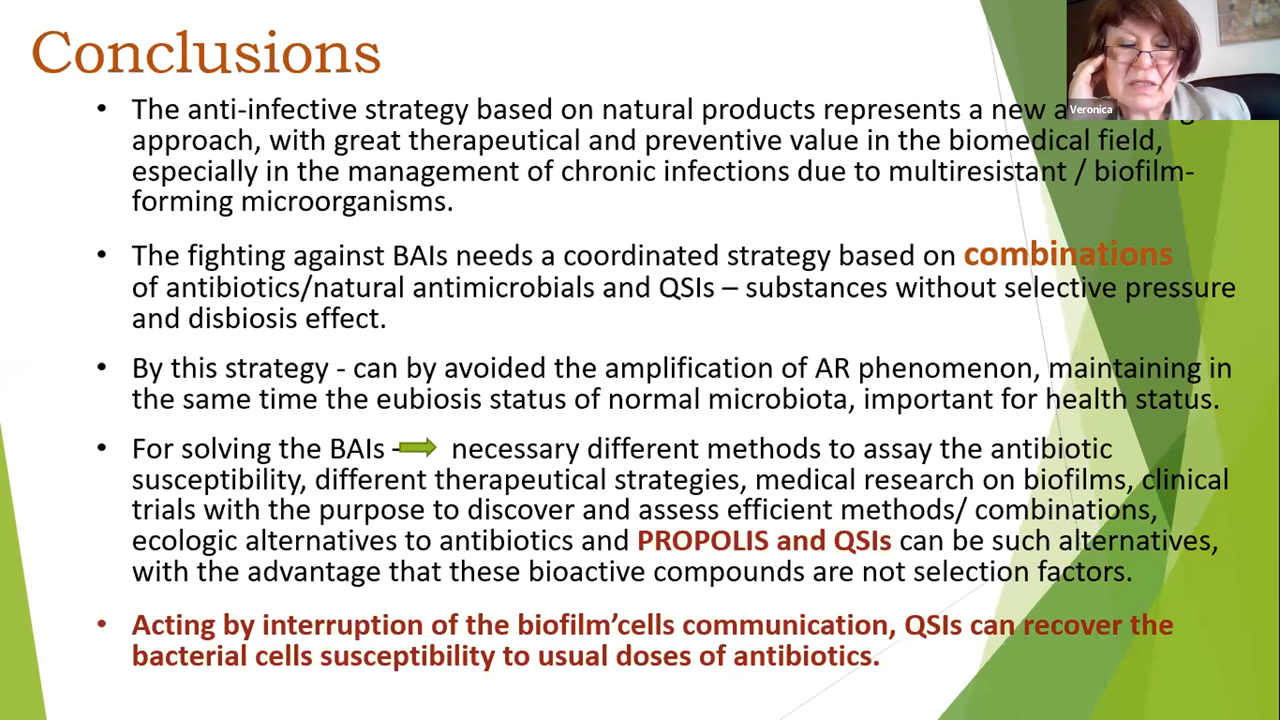 Conclusions
Veronica
• The anti-infective strategy based on natural products represents a new
approach, with great therapeutical and preventive value in the biomedical field,
especially in the management of chronic infections due to multiresistant / biofilm-
forming microorganisms.
• The fighting against BAIs needs a coordinated strategy based on combinations
of antibiotics/natural antimicrobials and QSIs – substances without selective pressure
and disbiosis effect.
• By this strategy - can by avoided the amplification of AR phenomenon, maintaining in
the same time the eubiosis status of normal microbiota, important for health status.
• For solving the BAIs - necessary different methods to assay the antibiotic
susceptibility, different therapeutical strategies, medical research on biofilms, clinical
trials with the purpose to discover and assess efficient methods/ combinations,
ecologic alternatives to antibiotics and PROPOLIS and QSIs can be such alternatives,
with the advantage that these bioactive compounds are not selection factors.
• Acting by interruption of the biofilm’cells communication, QSIs can recover the
bacterial cells susceptibility to usual doses of antibiotics.